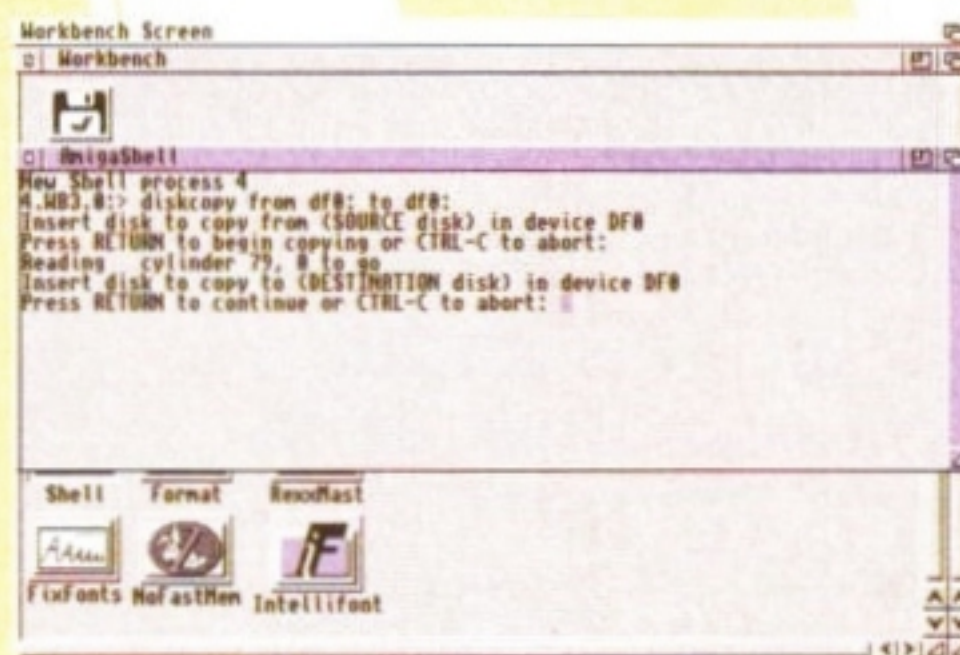 Workbench Screen
Workbench
AmigaShell
New Shell process 4
4.WB3.0:> diskcopy from df0: to df0:
Insert disk to copy from (SOURCE disk) in device DF0
Press RETURN to begin copying or CTRL-C to abort:
Reading cylinder 79, 0 to go
Insert disk to copy to (DESTINATION disk) in device DF0
Press RETURN to continue or CTRL-C to abort:
Shell Format RexxMast
FixFonts NoFastMem Intellifont